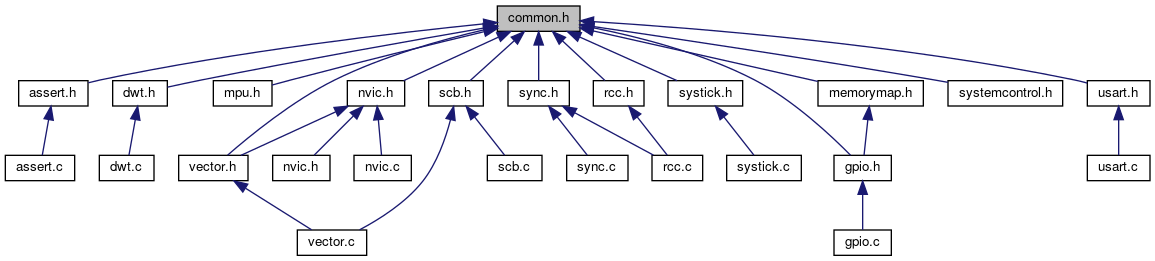 common.h
assert.h
dwt.h
mpu.h
nvic.h
scb.h
sync.h
rcc.h
systick.h
memorymap.h
systemcontrol.h
usart.h
assert.c
dwt.c
vector.h
nvic.h
nvic.c
scb.c
sync.c
rcc.c
systick.c
gpio.h
usart.c
vector.c
gpio.c